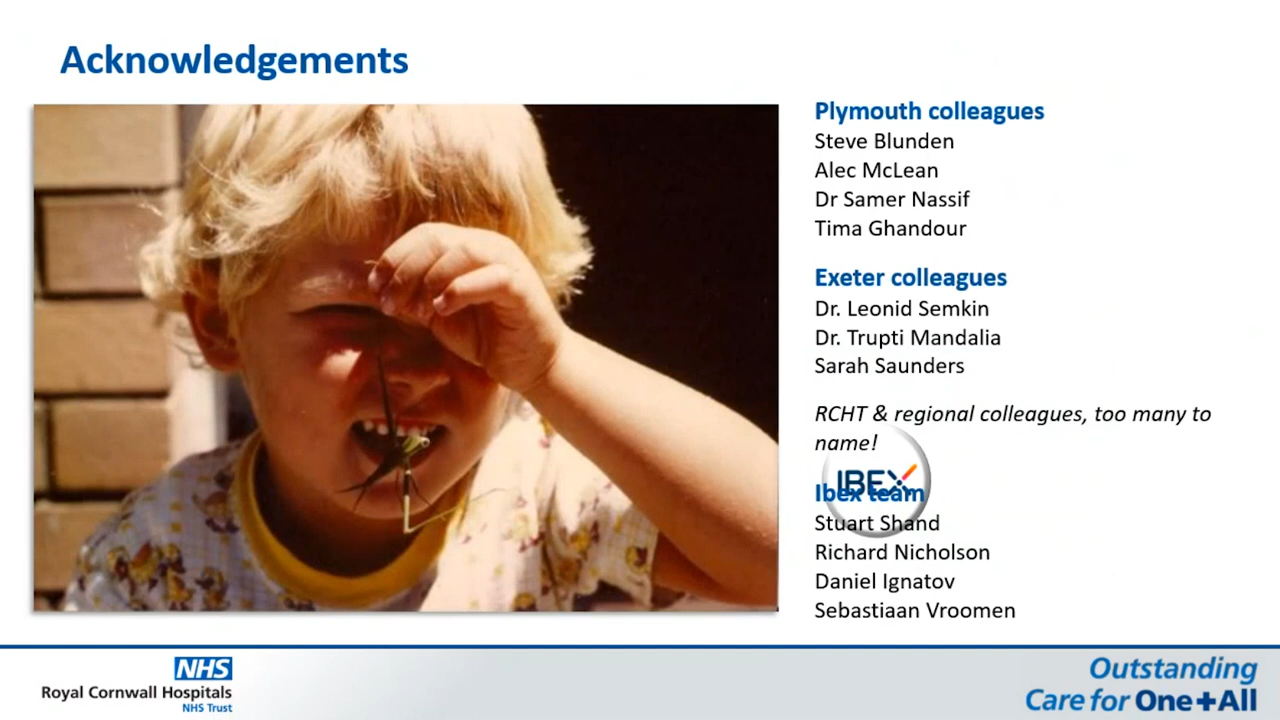 Acknowledgements
Plymouth colleagues
Steve Blunden
Alec McLean
Dr Samer Nassif
Tima Ghandour
Exeter colleagues
Dr. Leonid Semkin
Dr. Trupti Mandalia
Sarah Saunders
RCHT & regional colleagues, too many to
name!
IBEX
Ibex team
Stuart Shand
Richard Nicholson
Daniel Ignatov
Sebastiaan Vroomen
NHS
Royal Cornwall Hospitals
NHS Trust
Outstanding
Care for One+All